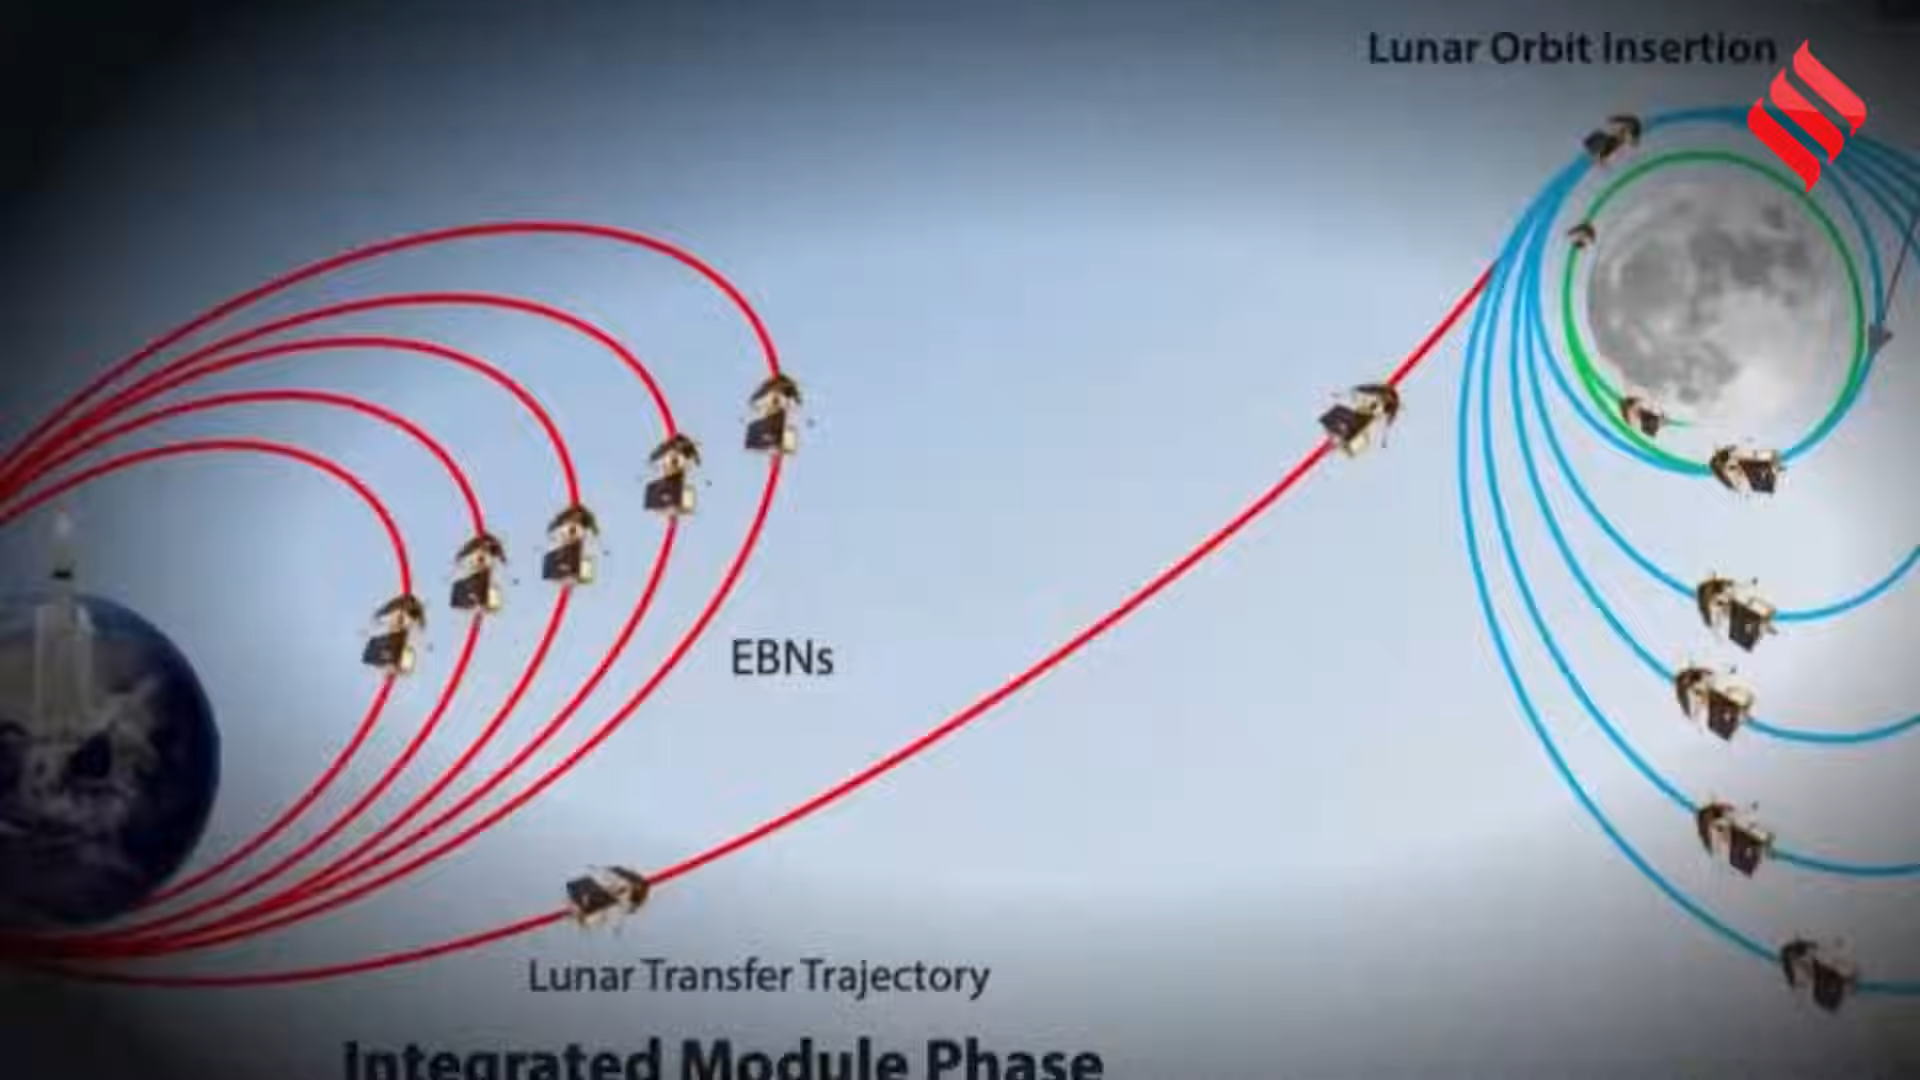 Lunar Orbit Insertion
EBNs
Lunar Transfer Trajectory
Integrated Module Phase